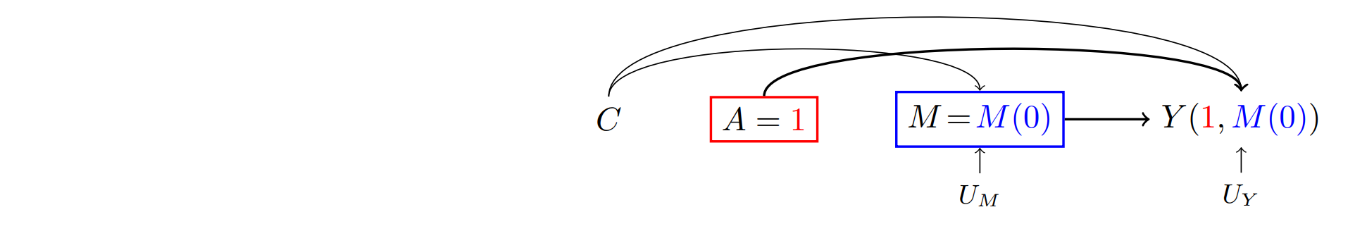 C A = 1 M = M(0) Y(1, M(0))
U_M U_Y